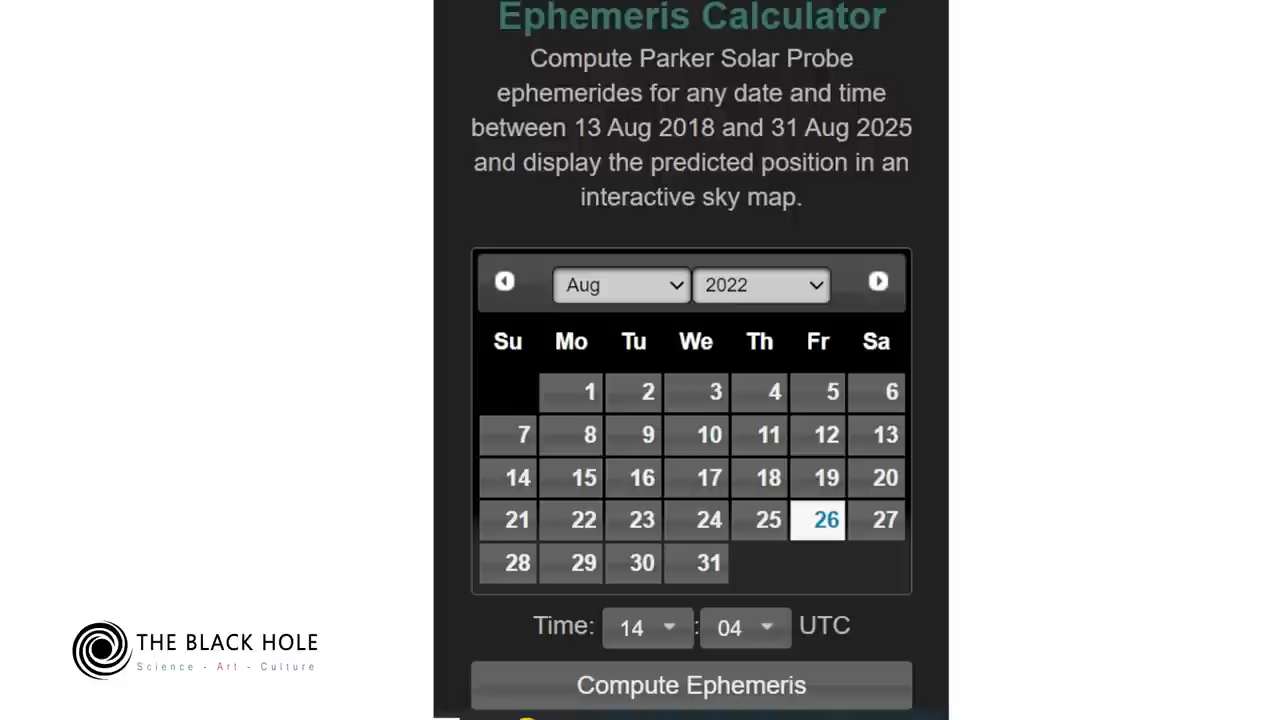 Ephemeris Calculator
Compute Parker Solar Probe
ephemerides for any date and time
between 13 Aug 2018 and 31 Aug 2025
and display the predicted position in an
interactive sky map.
Aug 2022
Su Mo Tu We Th Fr Sa
1 2 3 4 5 6
7 8 9 10 11 12 13
14 15 16 17 18 19 20
21 22 23 24 25 26 27
28 29 30 31
Time: 14 : 04 UTC
Compute Ephemeris
THE BLACK HOLE
Science - Art - Culture